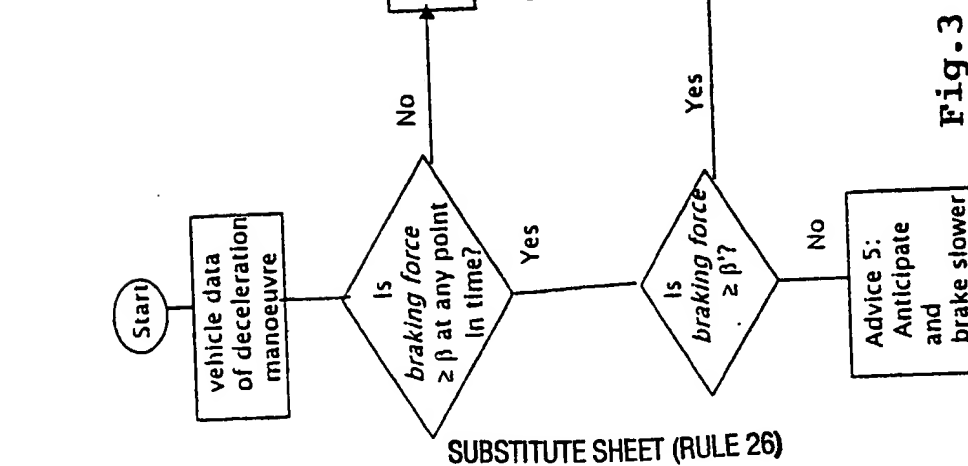 Start
vehicle data
of deceleration
manoeuvre
Is
braking force
≥ β at any point
in time?
No
Yes
Is
braking force
≥ β'?
Yes
No
Advice 5:
Anticipate
and
brake slower
Fig.3
SUBSTITUTE SHEET (RULE 26)